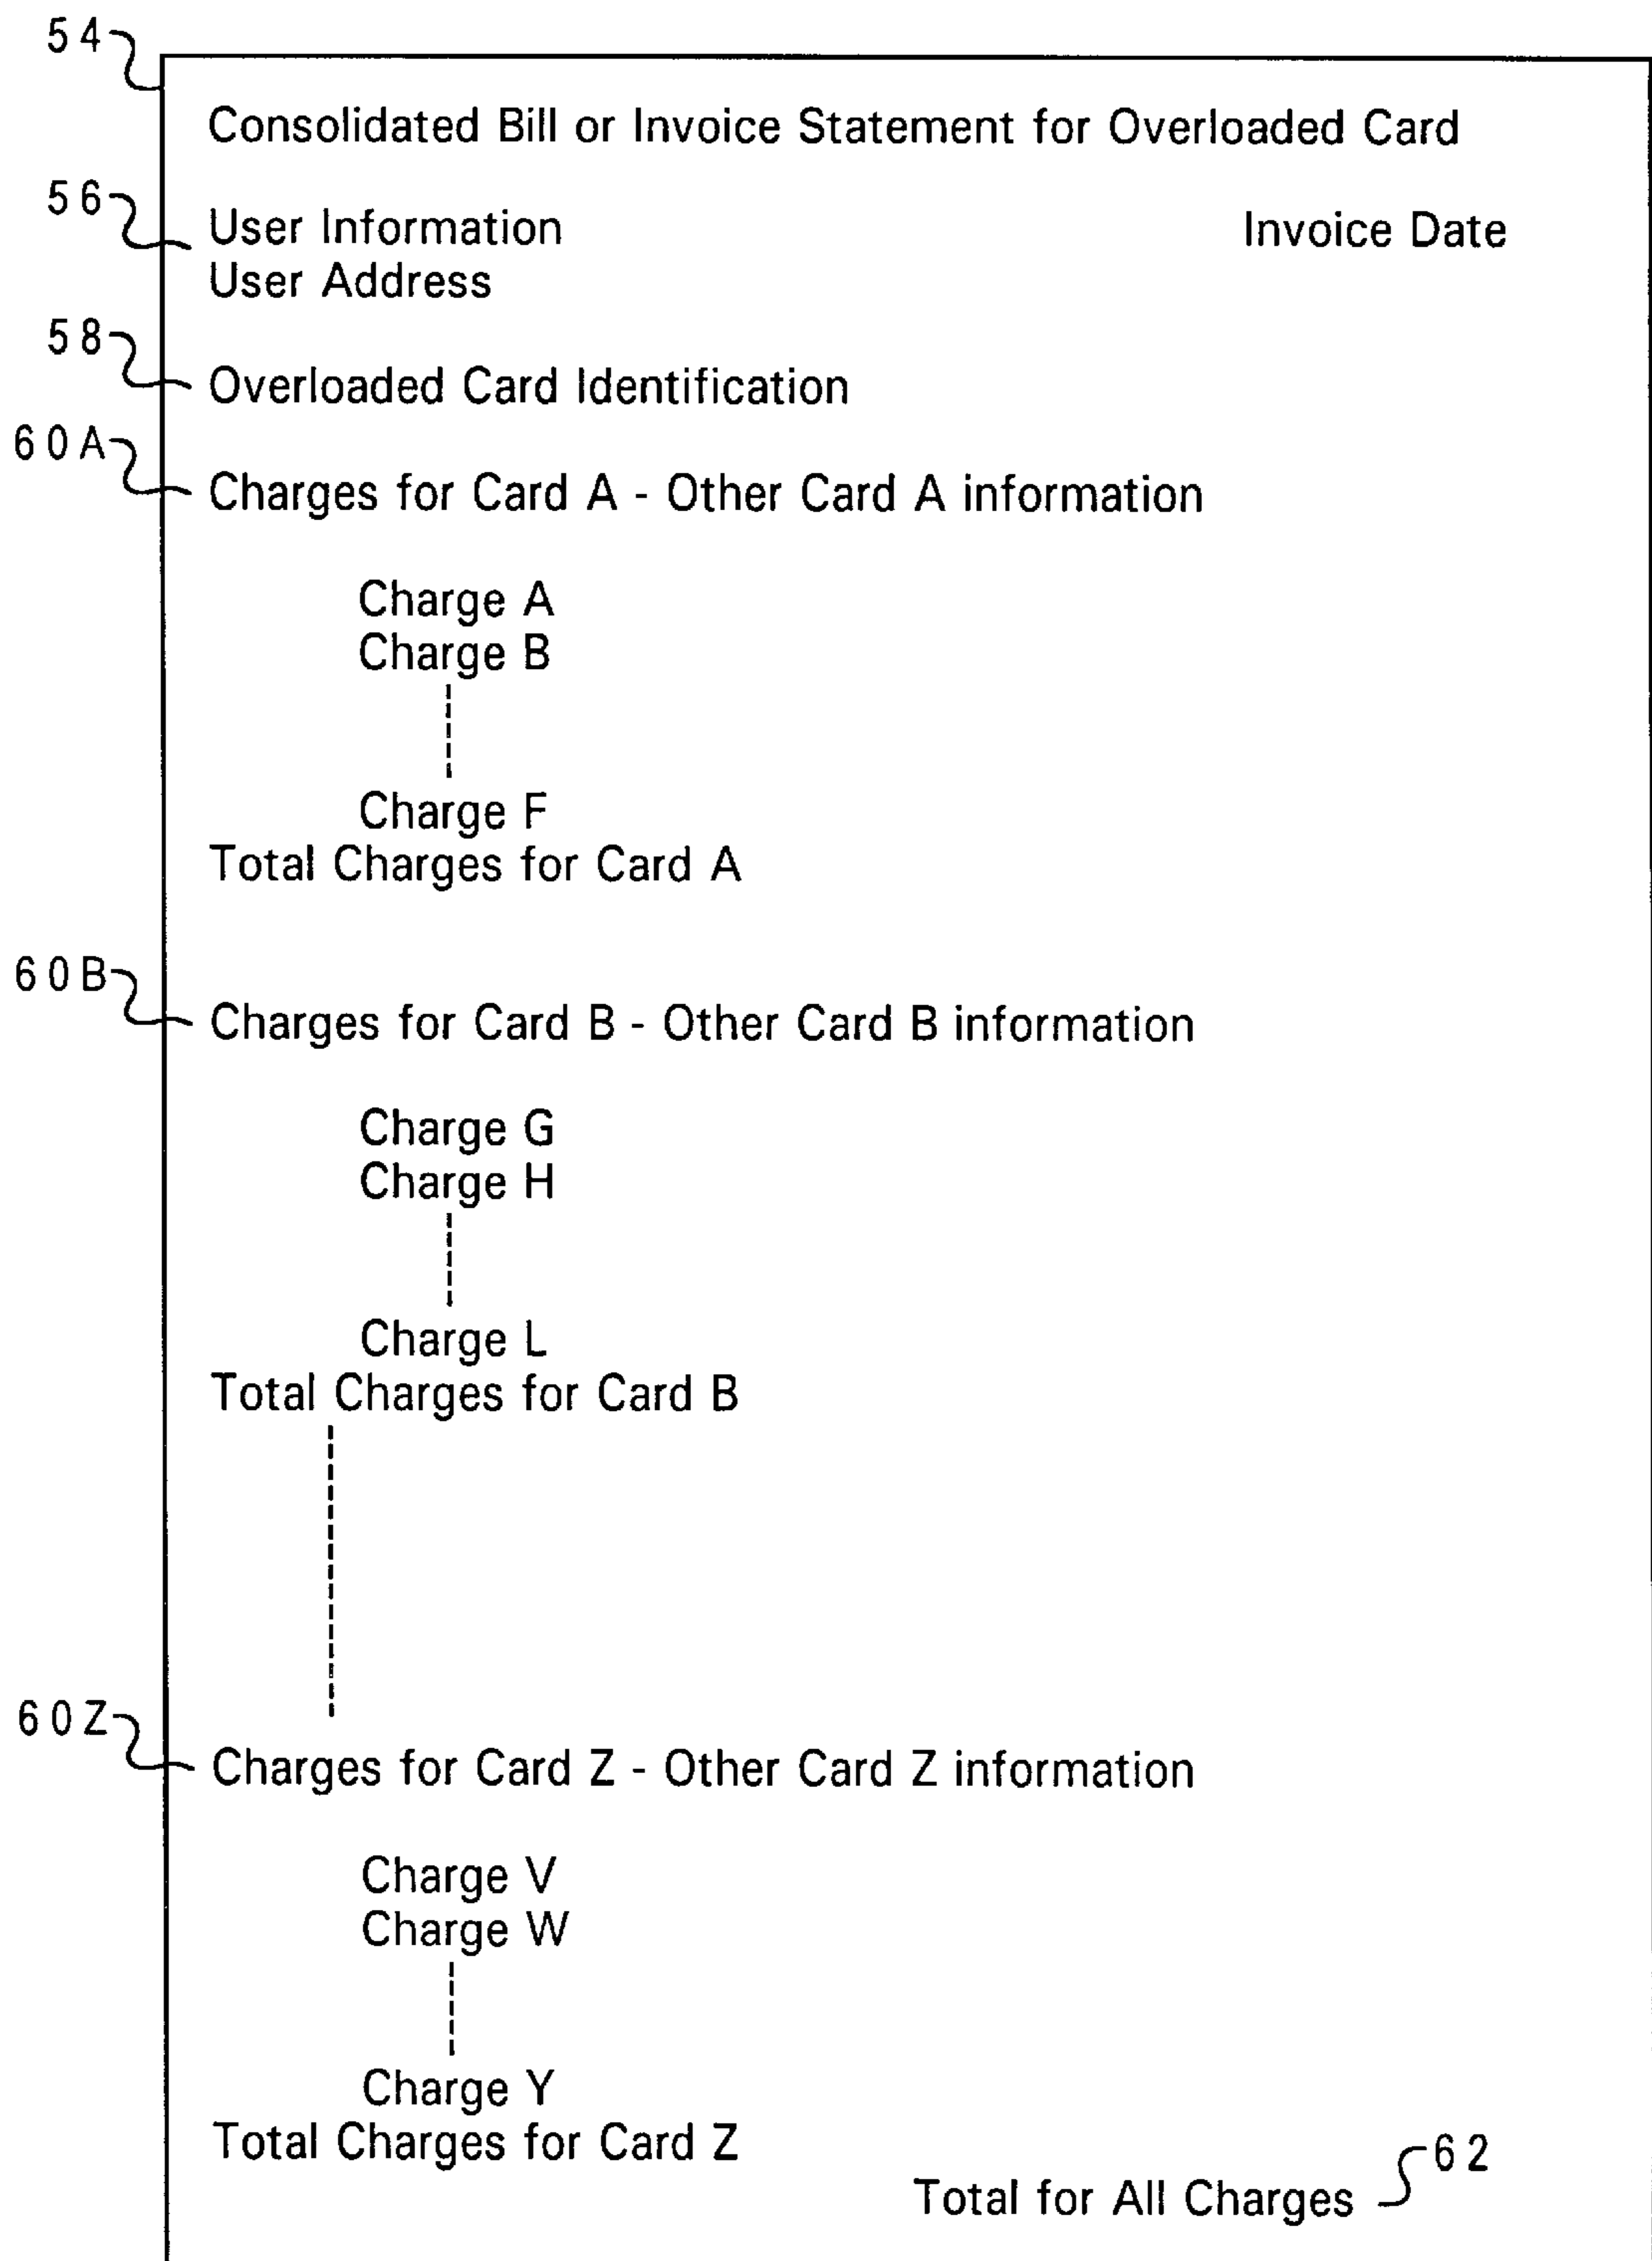 54
Consolidated Bill or Invoice Statement for Overloaded Card
56
User Information Invoice Date
User Address
58
Overloaded Card Identification
60A
Charges for Card A - Other Card A information
Charge A
Charge B
Charge F
Total Charges for Card A
60B
Charges for Card B - Other Card B information
Charge G
Charge H
Charge L
Total Charges for Card B
60Z
Charges for Card Z - Other Card Z information
Charge V
Charge W
Charge Y
Total Charges for Card Z
62
Total for All Charges